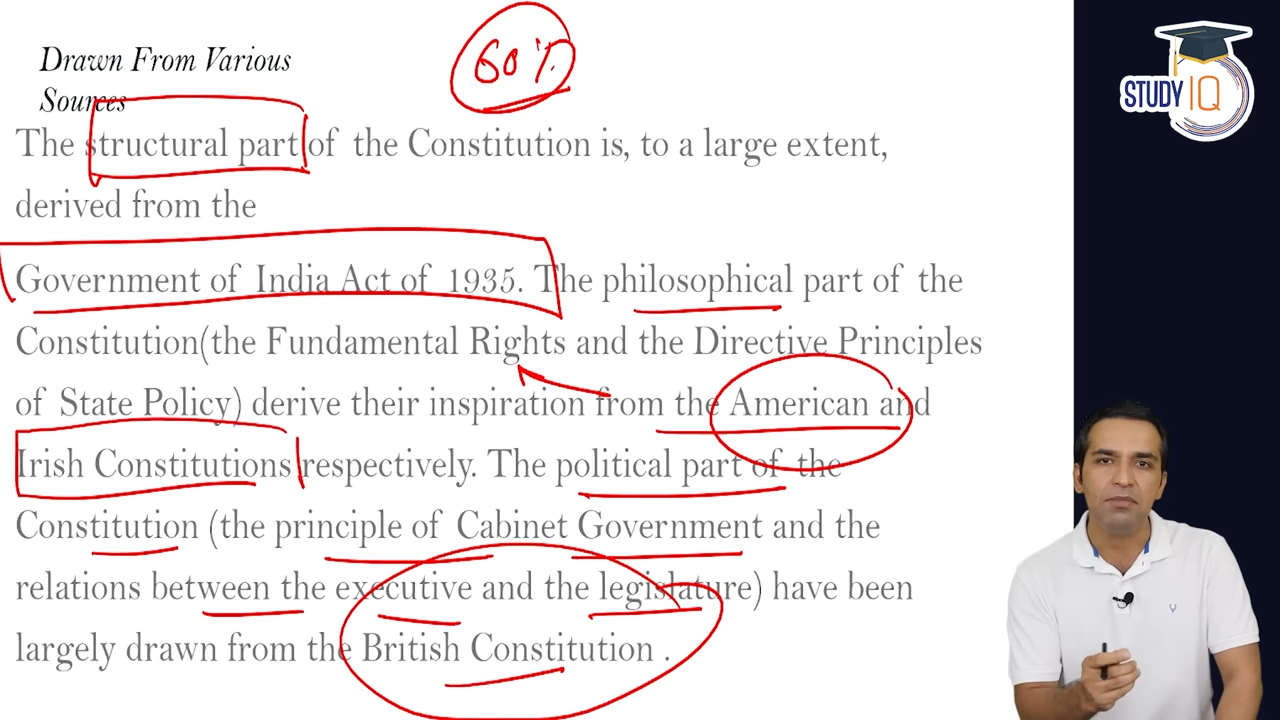 Drawn From Various
Sources
60%
STUDY IQ
The structural part of the Constitution is, to a large extent,
derived from the
Government of India Act of 1935. The philosophical part of the
Constitution(the Fundamental Rights and the Directive Principles
of State Policy) derive their inspiration from the American and
Irish Constitutions respectively. The political part of the
Constitution (the principle of Cabinet Government and the
relations between the executive and the legislature) have been
largely drawn from the British Constitution .